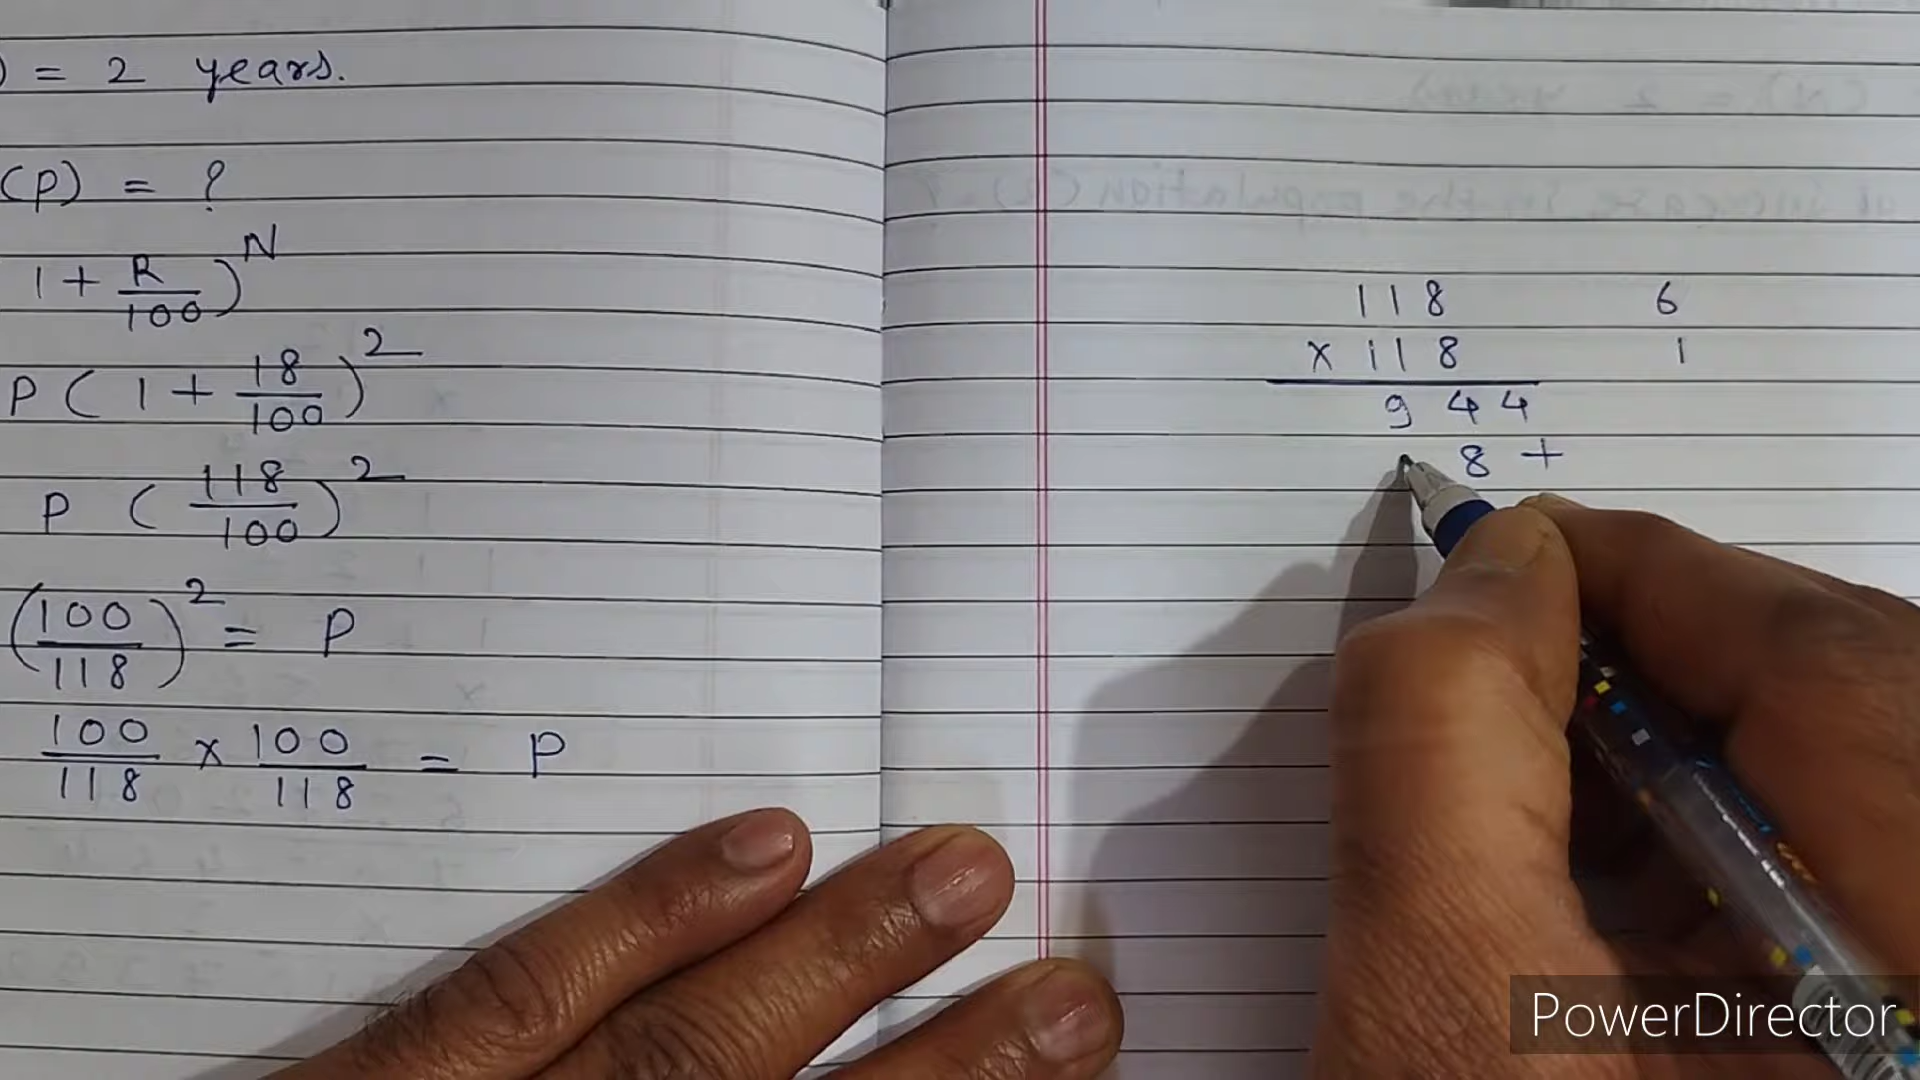 ) = 2 years.
(P) = ?
1 + R/100 )^N
P ( 1 + 18/100 )^2
P ( 118/100 )^2
(100/118)^2 = P
100/118 x 100/118 = P
118 6
x 118 1
944
8 +
PowerDirector